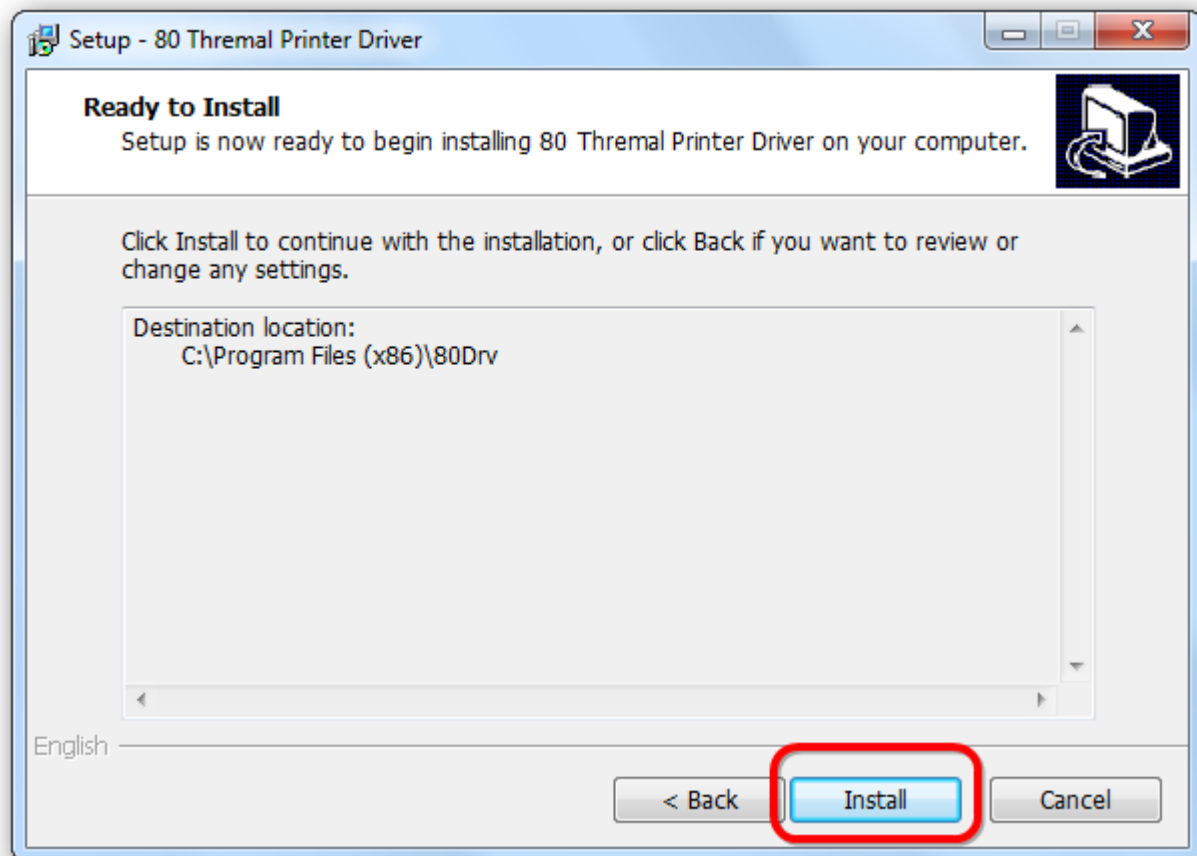 Setup - 80 Thremal Printer Driver
Ready to Install
Setup is now ready to begin installing 80 Thremal Printer Driver on your computer.
Click Install to continue with the installation, or click Back if you want to review or
change any settings.
Destination location:
C:\Program Files (x86)\80Drv
English
< Back
Install
Cancel